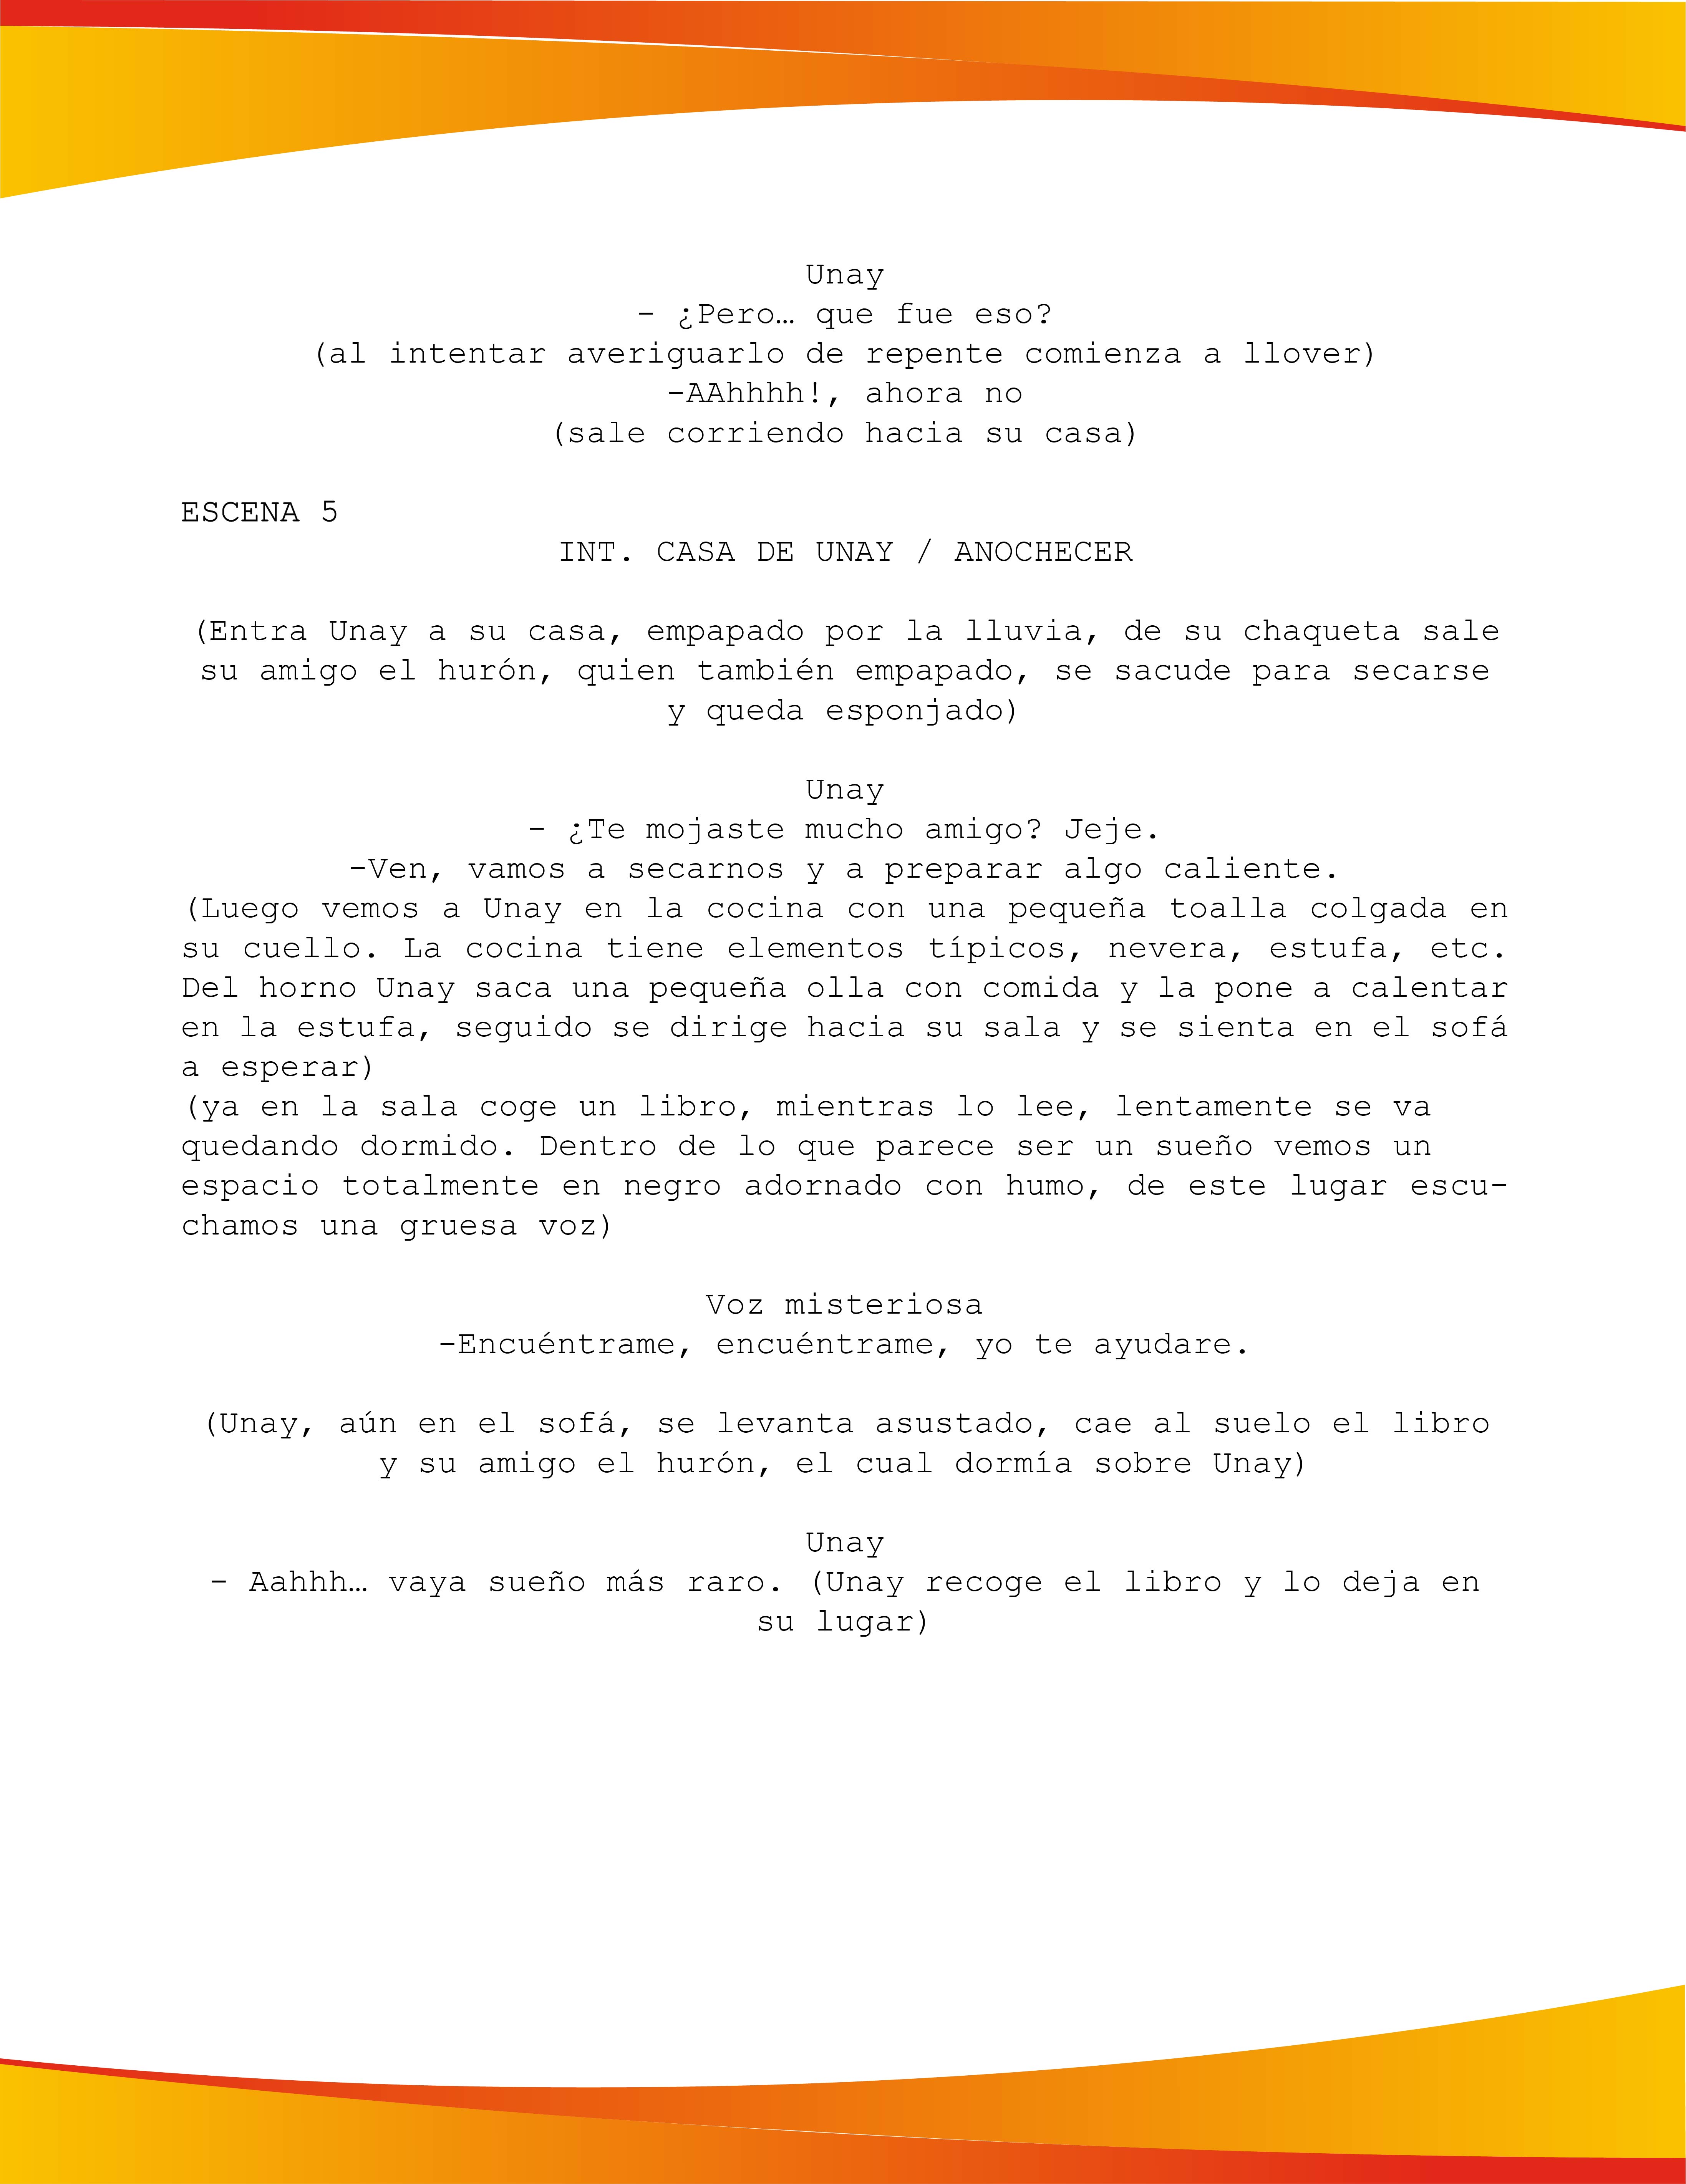 Unay
- ¿Pero… que fue eso?
(al intentar averiguarlo de repente comienza a llover)
-AAhhhh!, ahora no
(sale corriendo hacia su casa)
ESCENA 5
INT. CASA DE UNAY / ANOCHECER
(Entra Unay a su casa, empapado por la lluvia, de su chaqueta sale
su amigo el hurón, quien también empapado, se sacude para secarse
y queda esponjado)
Unay
- ¿Te mojaste mucho amigo? Jeje.
-Ven, vamos a secarnos y a preparar algo caliente.
(Luego vemos a Unay en la cocina con una pequeña toalla colgada en
su cuello. La cocina tiene elementos típicos, nevera, estufa, etc.
Del horno Unay saca una pequeña olla con comida y la pone a calentar
en la estufa, seguido se dirige hacia su sala y se sienta en el sofá
a esperar)
(ya en la sala coge un libro, mientras lo lee, lentamente se va
quedando dormido. Dentro de lo que parece ser un sueño vemos un
espacio totalmente en negro adornado con humo, de este lugar escu-
chamos una gruesa voz)
Voz misteriosa
-Encuéntrame, encuéntrame, yo te ayudare.
(Unay, aún en el sofá, se levanta asustado, cae al suelo el libro
y su amigo el hurón, el cual dormía sobre Unay)
Unay
- Aahhh… vaya sueño más raro. (Unay recoge el libro y lo deja en
su lugar)